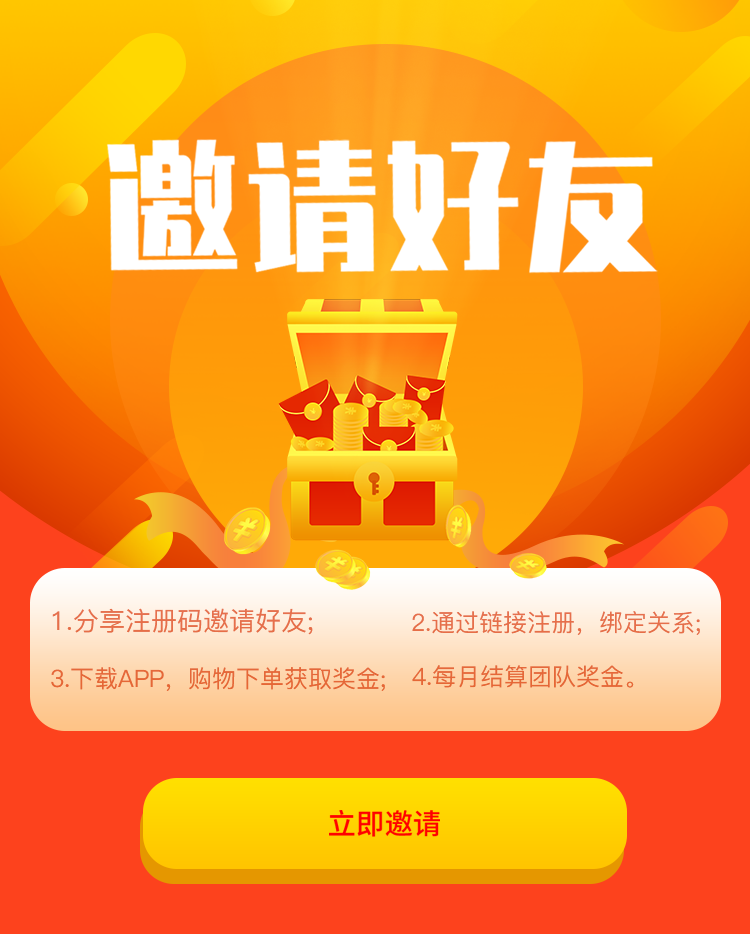 邀请好友
1.分享注册码邀请好友;
2.通过链接注册，绑定关系;
3.下载APP，购物下单获取奖金;
4.每月结算团队奖金。
立即邀请